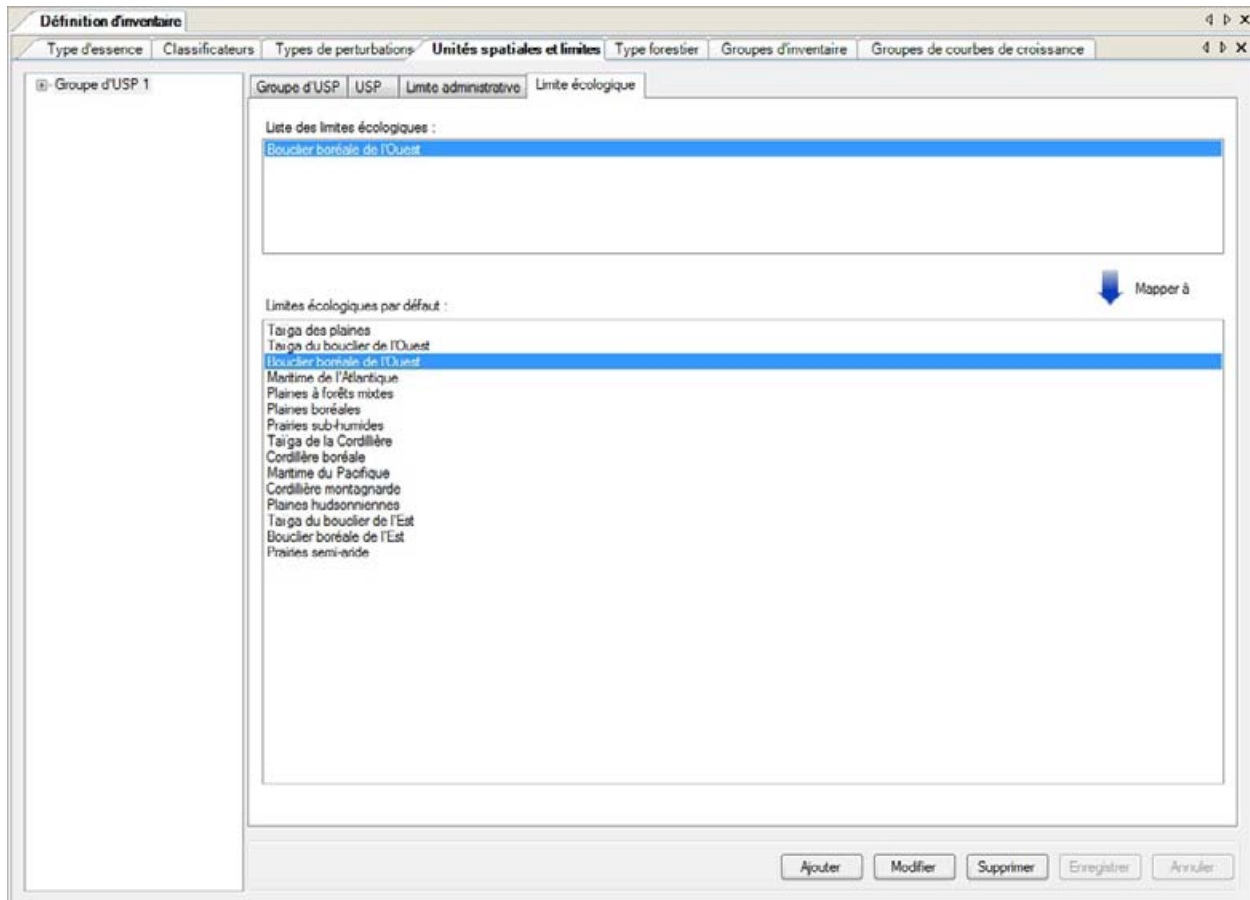 Définition d'inventaire
Type d'essence Classificateurs Types de perturbations Unités spatiales et limites Type forestier Groupes d'inventaire Groupes de courbes de croissance
Groupe d'USP 1
Groupe d'USP USP Limite administrative Limite écologique
Liste des limites écologiques :
Bouclier boréale de l'Ouest
Mapper à
Limites écologiques par défaut :
Taïga des plaines
Taïga du bouclier de l'Ouest
Bouclier boréale de l'Ouest
Maritime de l'Atlantique
Plaines à forêts mixtes
Plaines boréales
Prairies sub-humides
Taïga de la Cordillère
Cordillère boréale
Maritime du Pacifique
Cordillère montagnarde
Plaines hudsonniennes
Taïga du bouclier de l'Est
Bouclier boréale de l'Est
Prairies semi-aride
Ajouter Modifier Supprimer Enregistrer Annuler